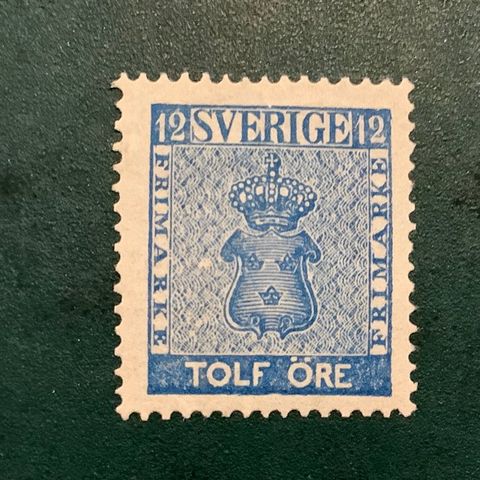 12 SVERIGE 12
FRIMARKE
FRIMARKE
TOLF ÖRE